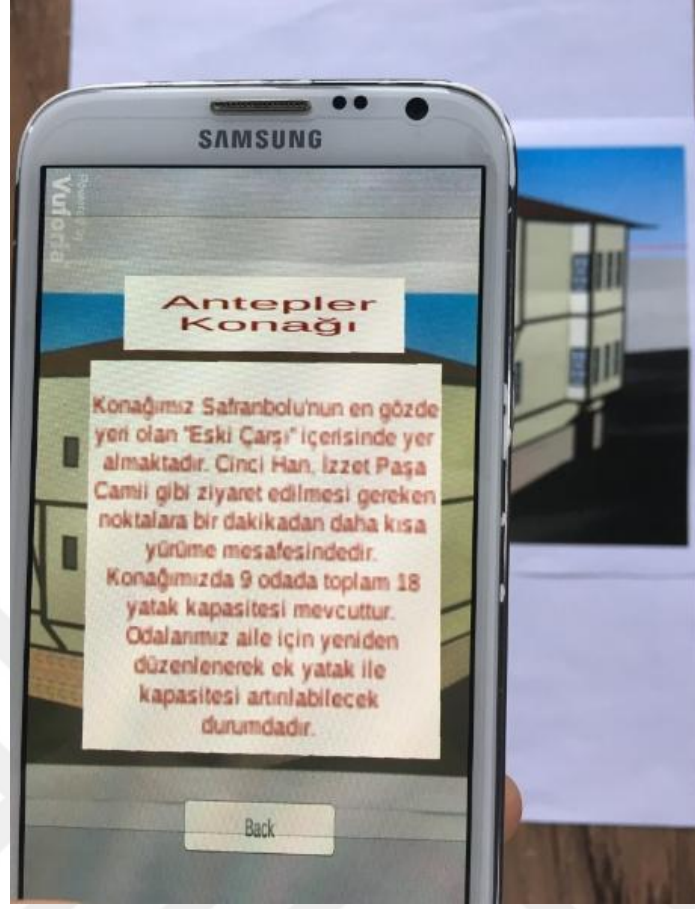 SAMSUNG
Powered by
Vuforia
Antepler
Konağı
Konağımız Safranbolu'nun en gözde
yeri olan "Eski Çarşı" içerisinde yer
almaktadır. Cinci Han, İzzet Paşa
Camii gibi ziyaret edilmesi gereken
noktalara bir dakikadan daha kısa
yürüme mesafesindedir.
Konağımızda 9 odada toplam 18
yatak kapasitesi mevcuttur.
Odalarımız aile için yeniden
düzenlenerek ek yatak ile
kapasitesi artırılabilecek
durumdadır.
Back